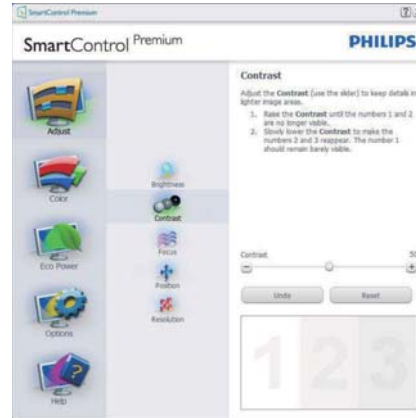 SmartControl Premium
SmartControl Premium
PHILIPS
Adjust
Color
Eco Power
Options
Help
Brightness
Contrast
Focus
Position
Resolution
Contrast
Adjust the Contrast (use the slider) to keep details in
lighter image areas.
1. Raise the Contrast until the numbers 1 and 2
are no longer visible.
2. Slowly lower the Contrast to make the
numbers 2 and 3 reappear. The number 1
should remain barely visible.
Contrast
50
Undo
Reset
1 2 3